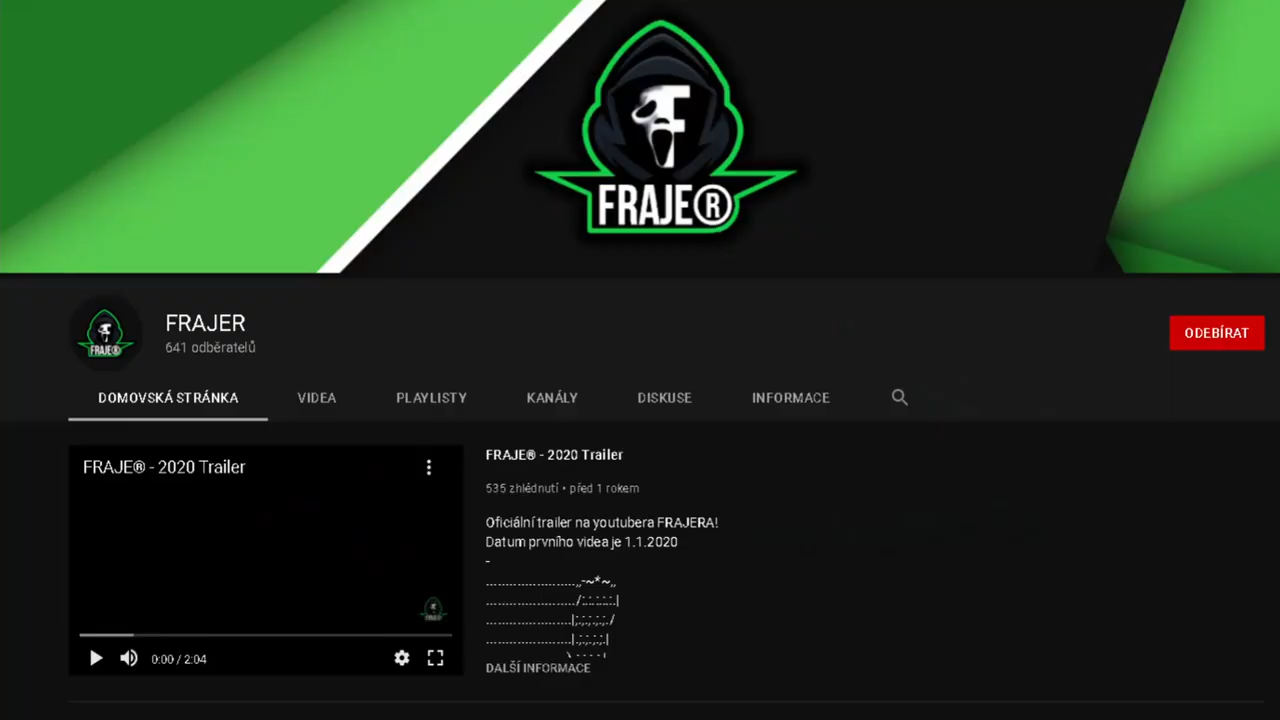 F
FRAJE®
FRAJE®
FRAJER
641 odběratelů
ODEBÍRAT
DOMOVSKÁ STRÁNKA
VIDEA
PLAYLISTY
KANÁLY
DISKUSE
INFORMACE
FRAJE® - 2020 Trailer
FRAJE®
0:00 / 2:04
FRAJE® - 2020 Trailer
535 zhlédnutí • před 1 rokem
Oficiální trailer na youtubera FRAJERA!
Datum prvního videa je 1.1.2020
-
.......................,,-~*~,,
......................./:.:.:.:.:.|
......................|;.;.;.;.;./
......................|.;.;.;.;.|
DALŠÍ INFORMACE